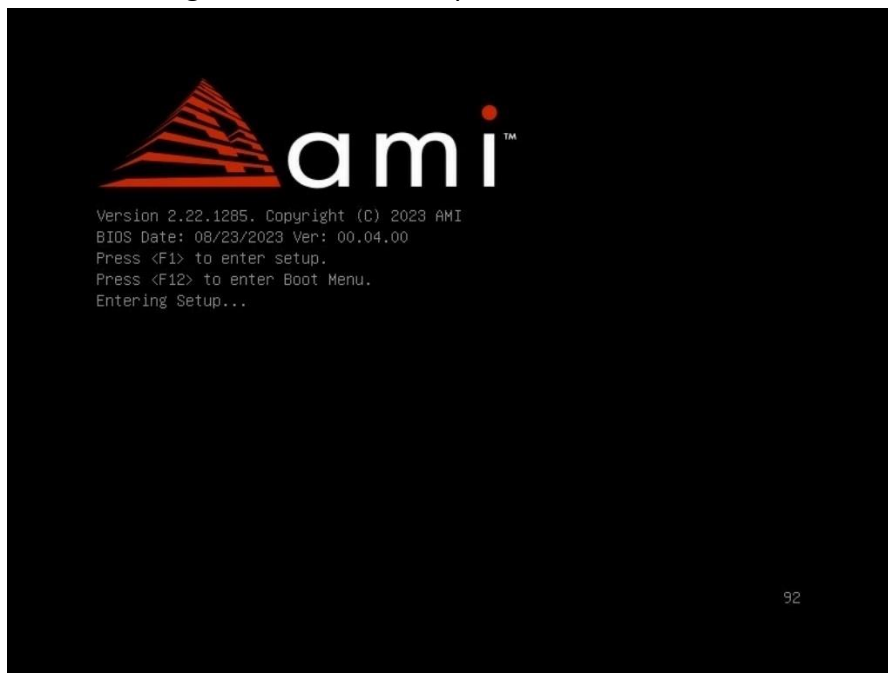 ami™
Version 2.22.1285. Copyright (C) 2023 AMI
BIOS Date: 08/23/2023 Ver: 00.04.00
Press <F1> to enter setup.
Press <F12> to enter Boot Menu.
Entering Setup...
92